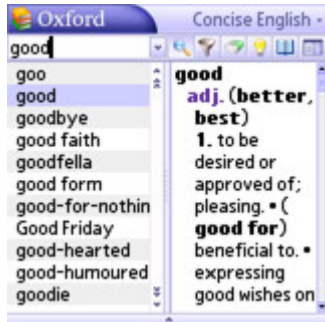 Oxford
Concise English
good
goo
good
goodbye
good faith
goodfella
good form
good-for-nothin
Good Friday
good-hearted
good-humoured
goodie
good
adj. (better,
best)
1. to be
desired or
approved of;
pleasing. • (
good for)
beneficial to. •
expressing
good wishes on